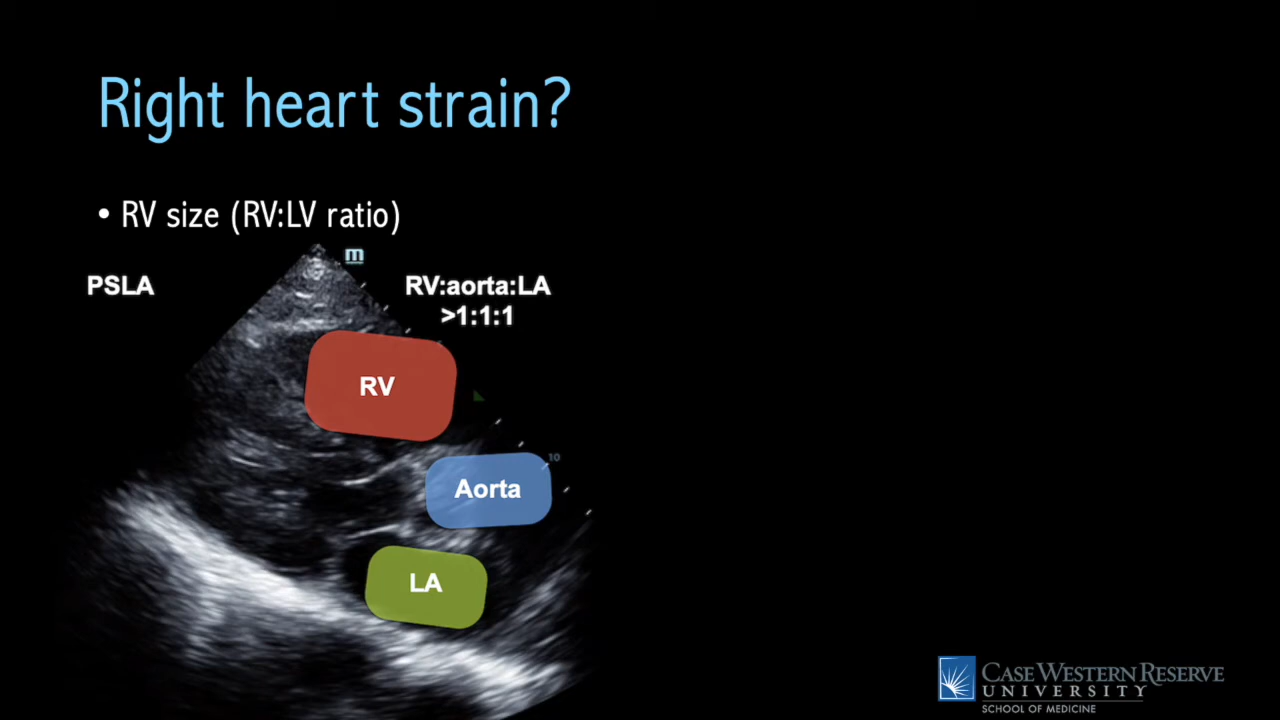 Right heart strain?
• RV size (RV:LV ratio)
m
PSLA
RV:aorta:LA
>1:1:1
RV
10
Aorta
LA
CASE WESTERN RESERVE
UNIVERSITY
SCHOOL OF MEDICINE